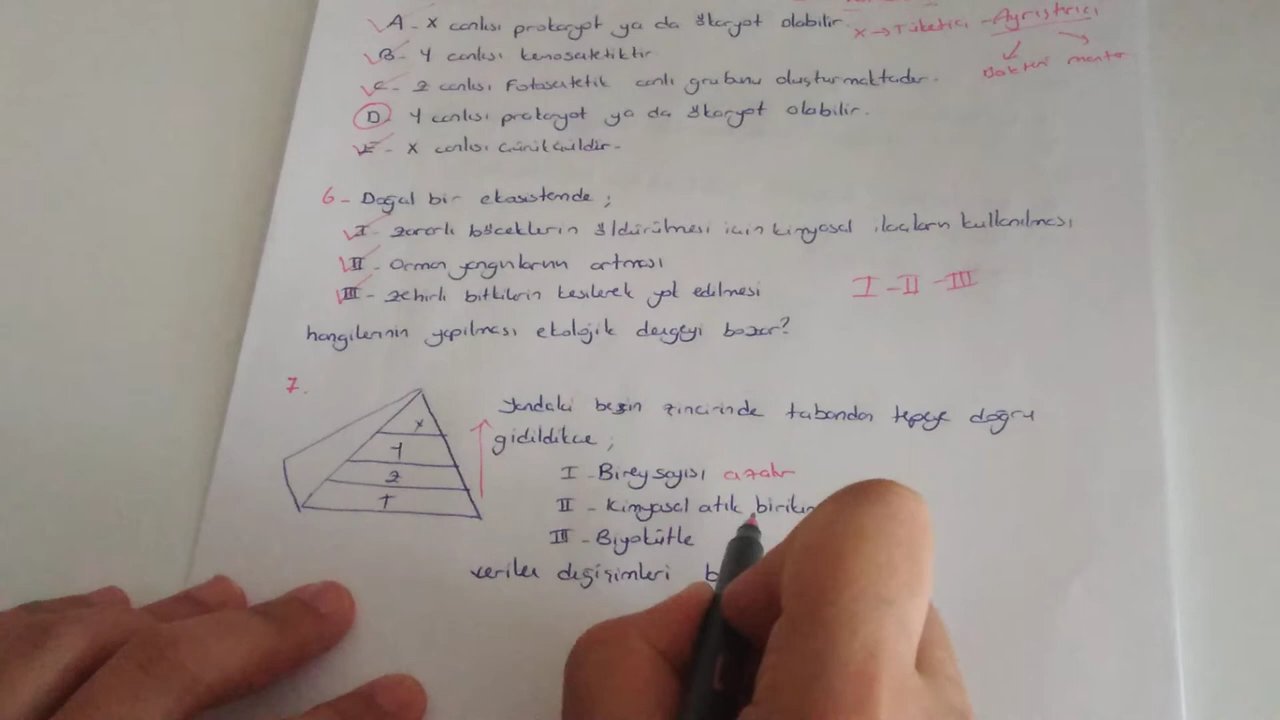 A - X canlısı prokaryot ya da ökaryot olabilir. X → Tüketici - Ayrıştırıcı
B - Y canlısı kemosentetiktir Bakteri mantar
C - Z canlısı Fotosentetik canlı grubunu oluşturmaktadır.
D Y canlısı prokaryot ya da ökaryot olabilir.
E - X canlısı
6 - Doğal bir ekosistemde ;
I - zararlı böceklerin öldürülmesi için kimyasal ilaçların kullanılması
II - Orman yangınlarının artması
III - zehirli bitkilerin kesilerek yok edilmesi I - II - III
hangilerinin yapılması ekolojik dengeyi bozar?
7.
Yandaki besin zincirinde tabandan tepeye doğru
gidildikçe ;
X
Y
Z
T
I - Birey sayısı azalır
II - Kimyasal atık
III - Biyokütle
verilen değişimleri